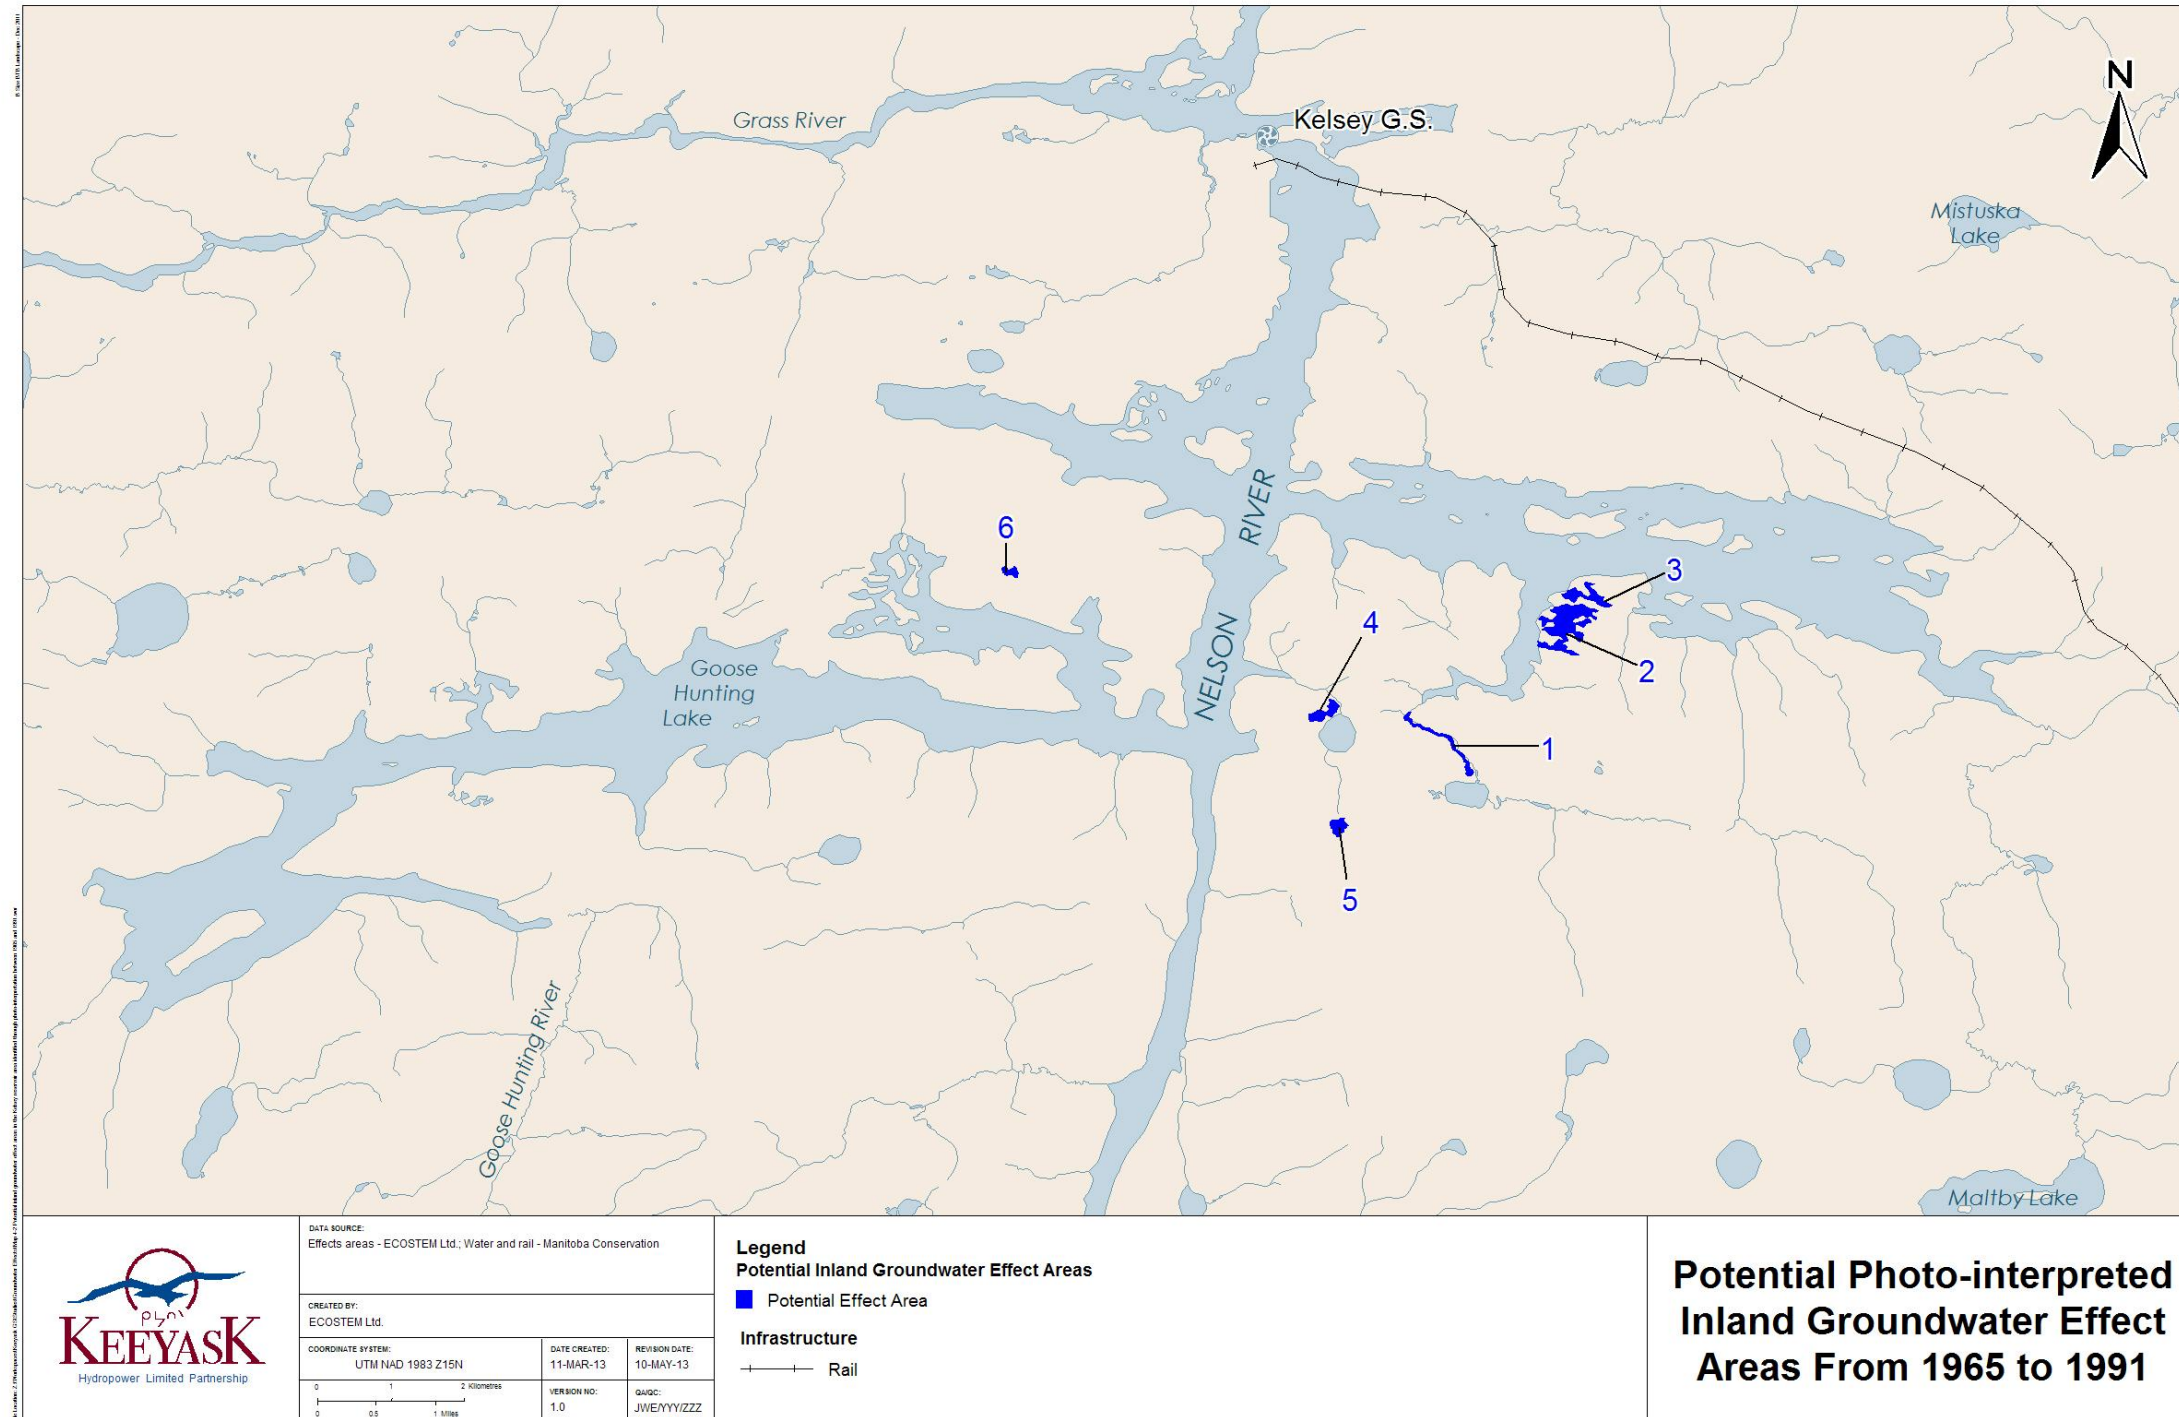 N
Grass River
Kelsey G.S.
Mistuska
Lake
NELSON RIVER
6
3
4
2
Goose
Hunting
Lake
1
5
Goose Hunting River
Maltby Lake
ᑭᔭᐢᐠ
KEEYASK
Hydropower Limited Partnership
DATA SOURCE:
Effects areas - ECOSTEM Ltd.; Water and rail - Manitoba Conservation
CREATED BY:
ECOSTEM Ltd.
COORDINATE SYSTEM:
UTM NAD 1983 Z15N
DATE CREATED:
11-MAR-13
REVISION DATE:
10-MAY-13
0 1 2 Kilometres
0 0.5 1 Miles
VERSION NO:
1.0
QA/QC:
JWE/YYY/ZZZ
Legend
Potential Inland Groundwater Effect Areas
Potential Effect Area
Infrastructure
Rail
Potential Photo-interpreted
Inland Groundwater Effect
Areas From 1965 to 1991